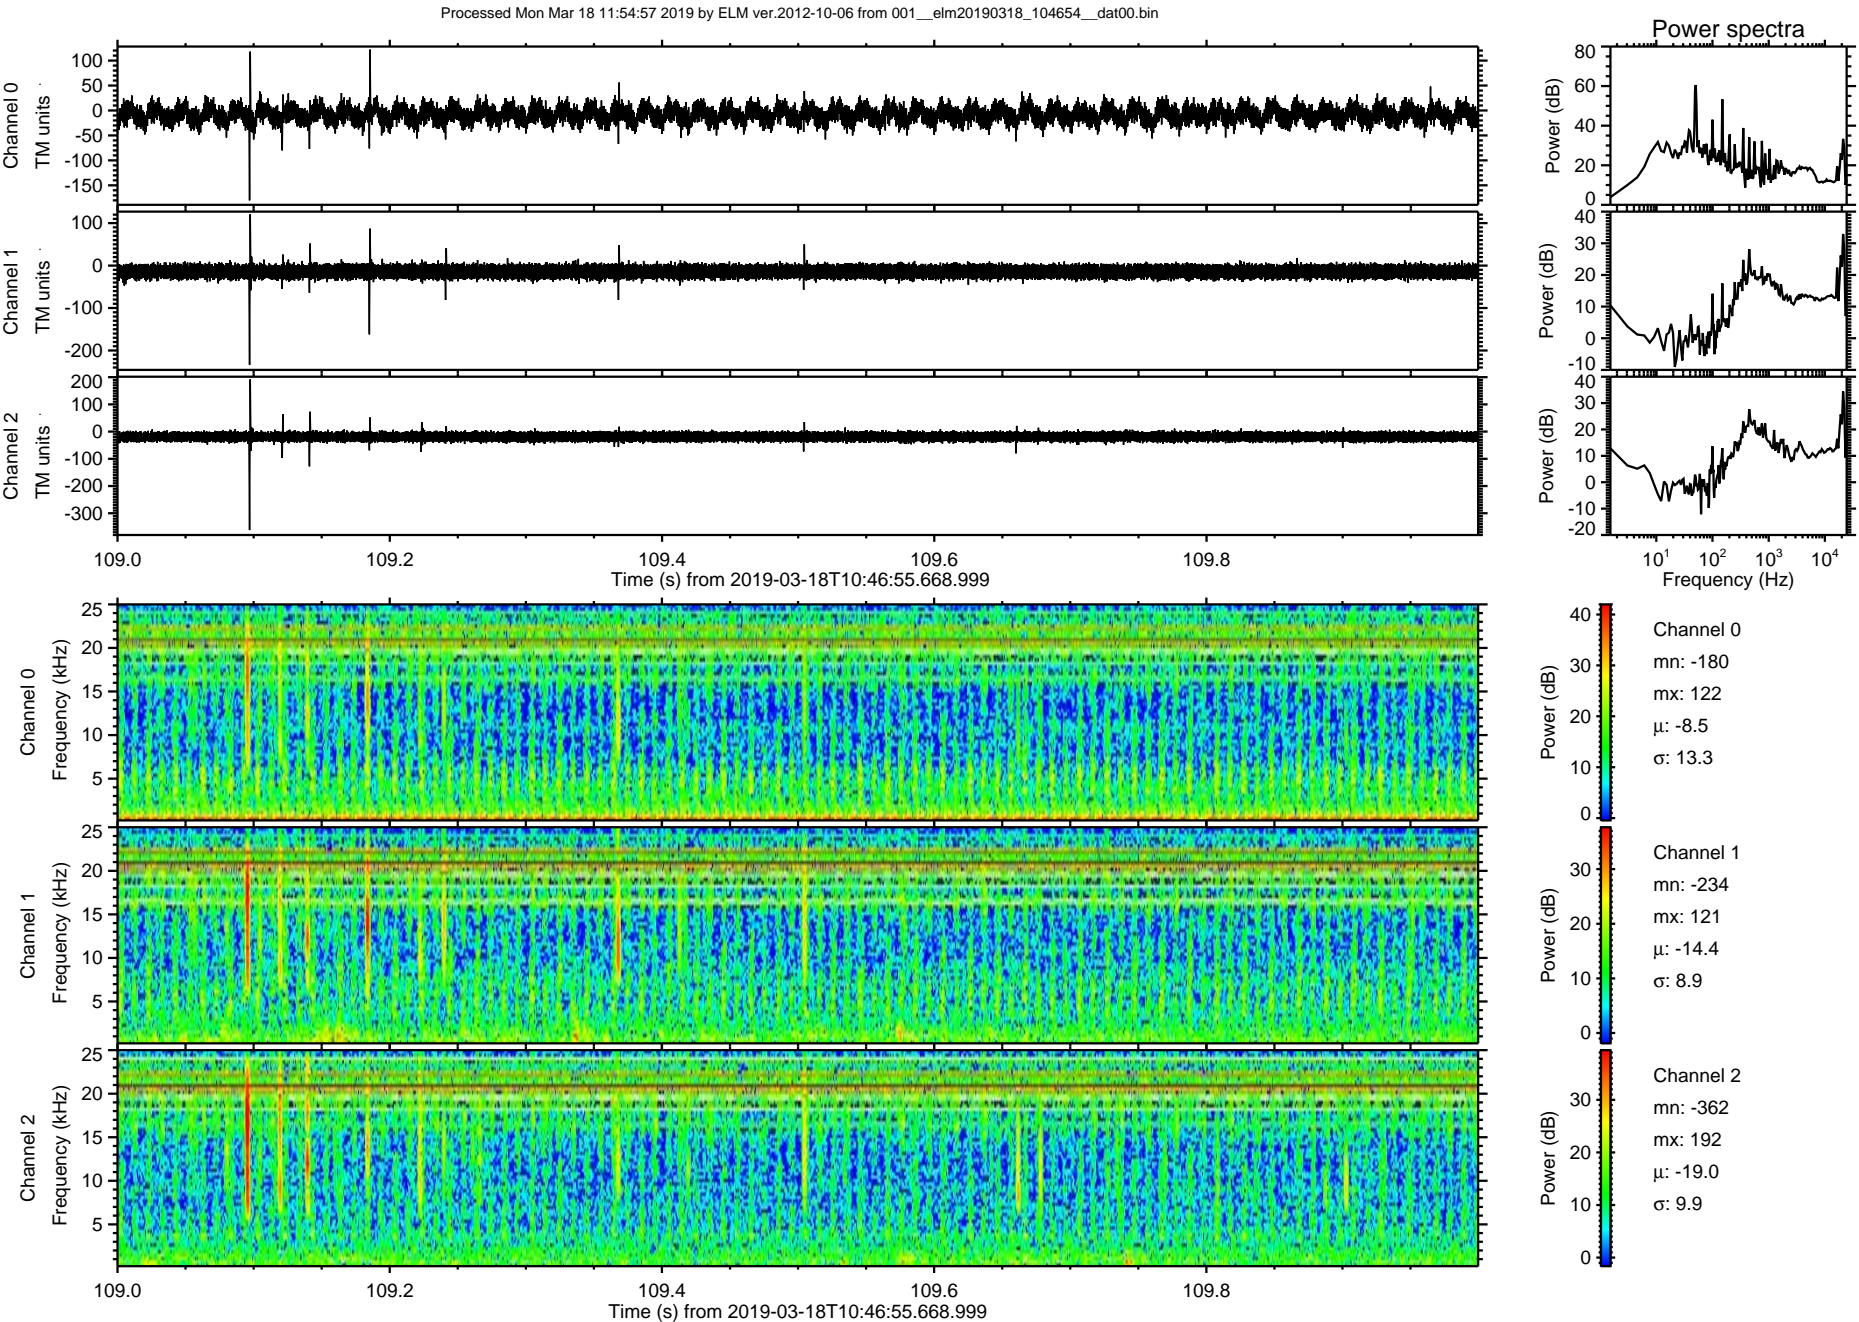 Processed Mon Mar 18 11:54:57 2019 by ELM ver.2012-10-06 from 001__elm20190318_104654__dat00.bin
Power spectra
Channel 0
TM units
100
50
0
-50
-100
-150
Power (dB)
80
60
40
20
0
Channel 1
TM units
100
0
-100
-200
Power (dB)
40
30
20
10
0
-10
Channel 2
TM units
200
100
0
-100
-200
-300
Power (dB)
40
30
20
10
0
-10
-20
109.0 109.2 109.4 109.6 109.8
Time (s) from 2019-03-18T10:46:55.668.999
10^1 10^2 10^3 10^4
Frequency (Hz)
Channel 0
Frequency (kHz)
25
20
15
10
5
Power (dB)
40
30
20
10
0
Channel 0
mn: -180
mx: 122
μ: -8.5
σ: 13.3
Channel 1
Frequency (kHz)
25
20
15
10
5
Power (dB)
30
20
10
0
Channel 1
mn: -234
mx: 121
μ: -14.4
σ: 8.9
Channel 2
Frequency (kHz)
25
20
15
10
5
Power (dB)
30
20
10
0
Channel 2
mn: -362
mx: 192
μ: -19.0
σ: 9.9
109.0 109.2 109.4 109.6 109.8
Time (s) from 2019-03-18T10:46:55.668.999